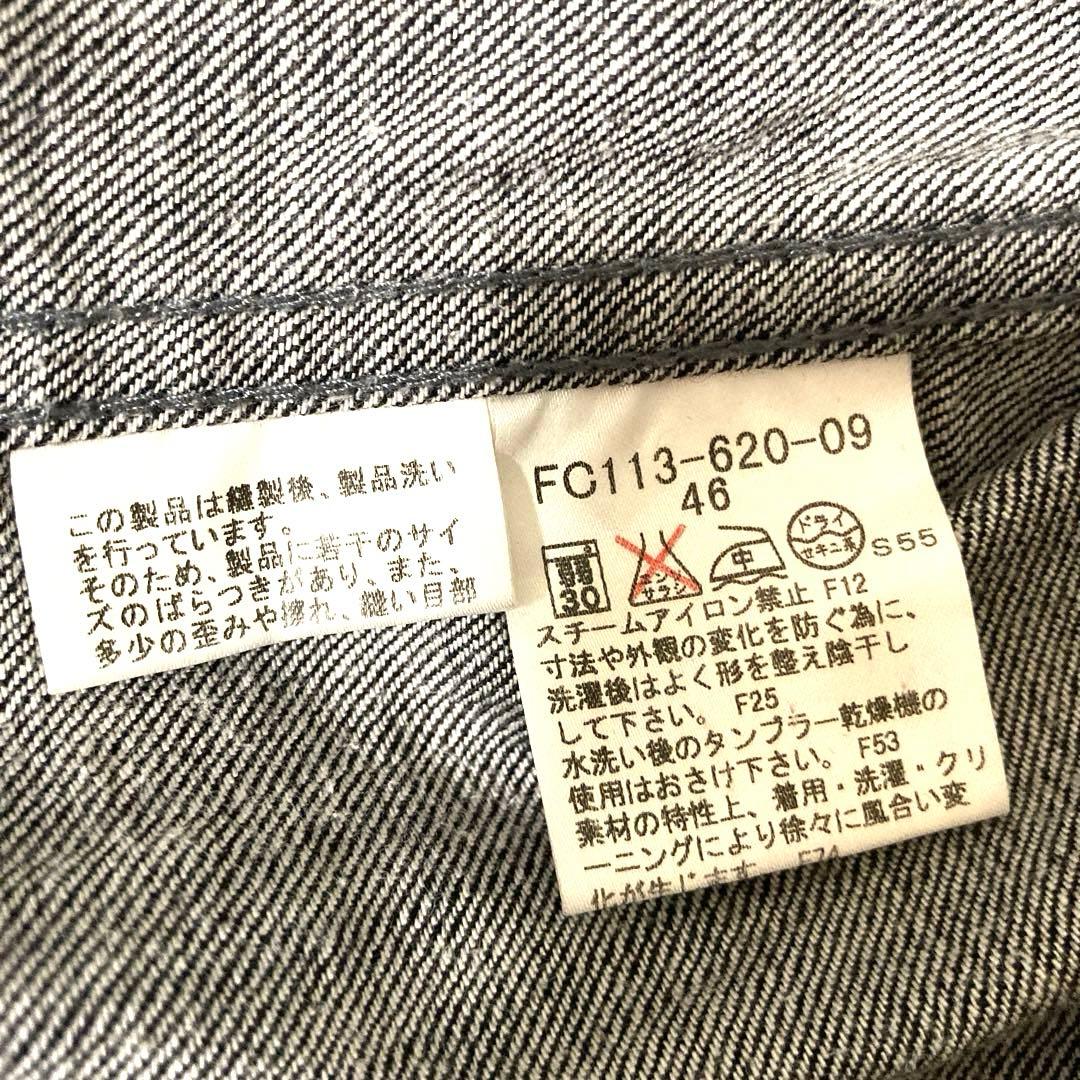 この製品は縫製後、製品洗い
を行っています。
そのため、製品に若干のサイ
ズのばらつきがあり、また、
多少の歪みや擦れ、縫い目部
FC113-620-09
46
30
エンソ
サラシ
中
ドライ
セキユ系
S55
スチームアイロン禁止 F12
寸法や外観の変化を防ぐ為に、
洗濯後はよく形を整え陰干し
して下さい。 F25
水洗い後のタンブラー乾燥機の
使用はおさけ下さい。 F53
素材の特性上、着用・洗濯・クリ
ーニングにより徐々に風合い変
化が生じます。 F74